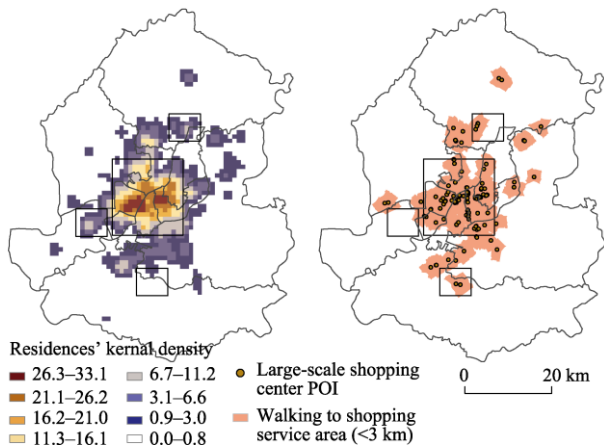 Residences' kernal density
26.3–33.1
21.1–26.2
16.2–21.0
11.3–16.1
6.7–11.2
3.1–6.6
0.9–3.0
0.0–0.8
Large-scale shopping
center POI
Walking to shopping
service area (<3 km)
0 20 km